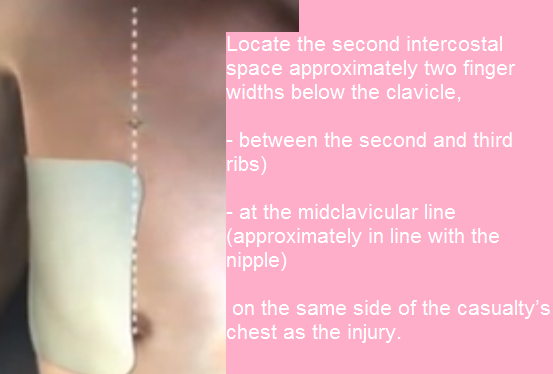 Locate the second intercostal
space approximately two finger
widths below the clavicle,
- between the second and third
ribs)
- at the midclavicular line
(approximately in line with the
nipple)
on the same side of the casualty's
chest as the injury.